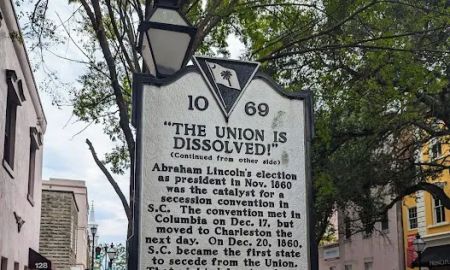 10 69
"THE UNION IS
DISSOLVED!"
(Continued from other side)
Abraham Lincoln's election
as president in Nov. 1860
was the catalyst for a
secession convention in
S.C. The convention met in
Columbia on Dec. 17, but
moved to Charleston the
next day. On Dec. 20, 1860,
S.C. became the first state
to secede from the Union.
128